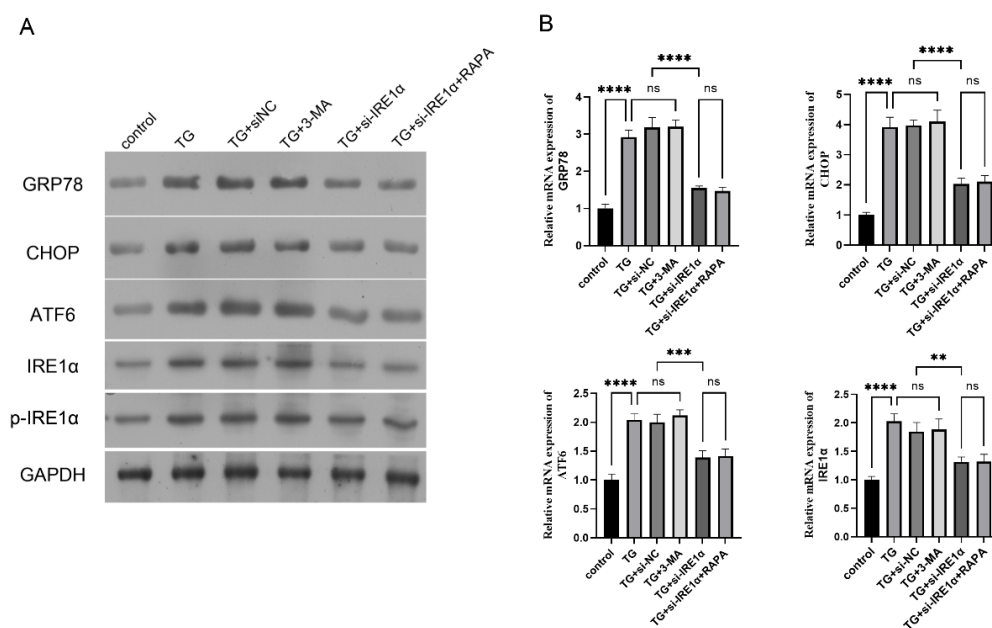 A
control
TG
TG+siNC
TG+3-MA
TG+si-IRE1α
TG+si-IRE1α+RAPA
GRP78
CHOP
ATF6
IRE1α
p-IRE1α
GAPDH
B
Relative mRNA expression of
GRP78
4
3
2
1
0
****
ns
****
ns
control
TG
TG+si-NC
TG+3-MA
TG+si-IRE1α
TG+si-IRE1α+RAPA
Relative mRNA expression of
CHOP
5
4
3
2
1
0
****
ns
****
ns
control
TG
TG+si-NC
TG+3-MA
TG+si-IRE1α
TG+si-IRE1α+RAPA
Relative mRNA expression of
ATF6
2.5
2.0
1.5
1.0
0.5
0.0
****
ns
***
ns
control
TG
TG+si-NC
TG+3-MA
TG+si-IRE1α
TG+si-IRE1α+RAPA
Relative mRNA expression of
IRE1α
2.5
2.0
1.5
1.0
0.5
0.0
****
ns
**
ns
control
TG
TG+si-NC
TG+3-MA
TG+si-IRE1α
TG+si-IRE1α+RAPA